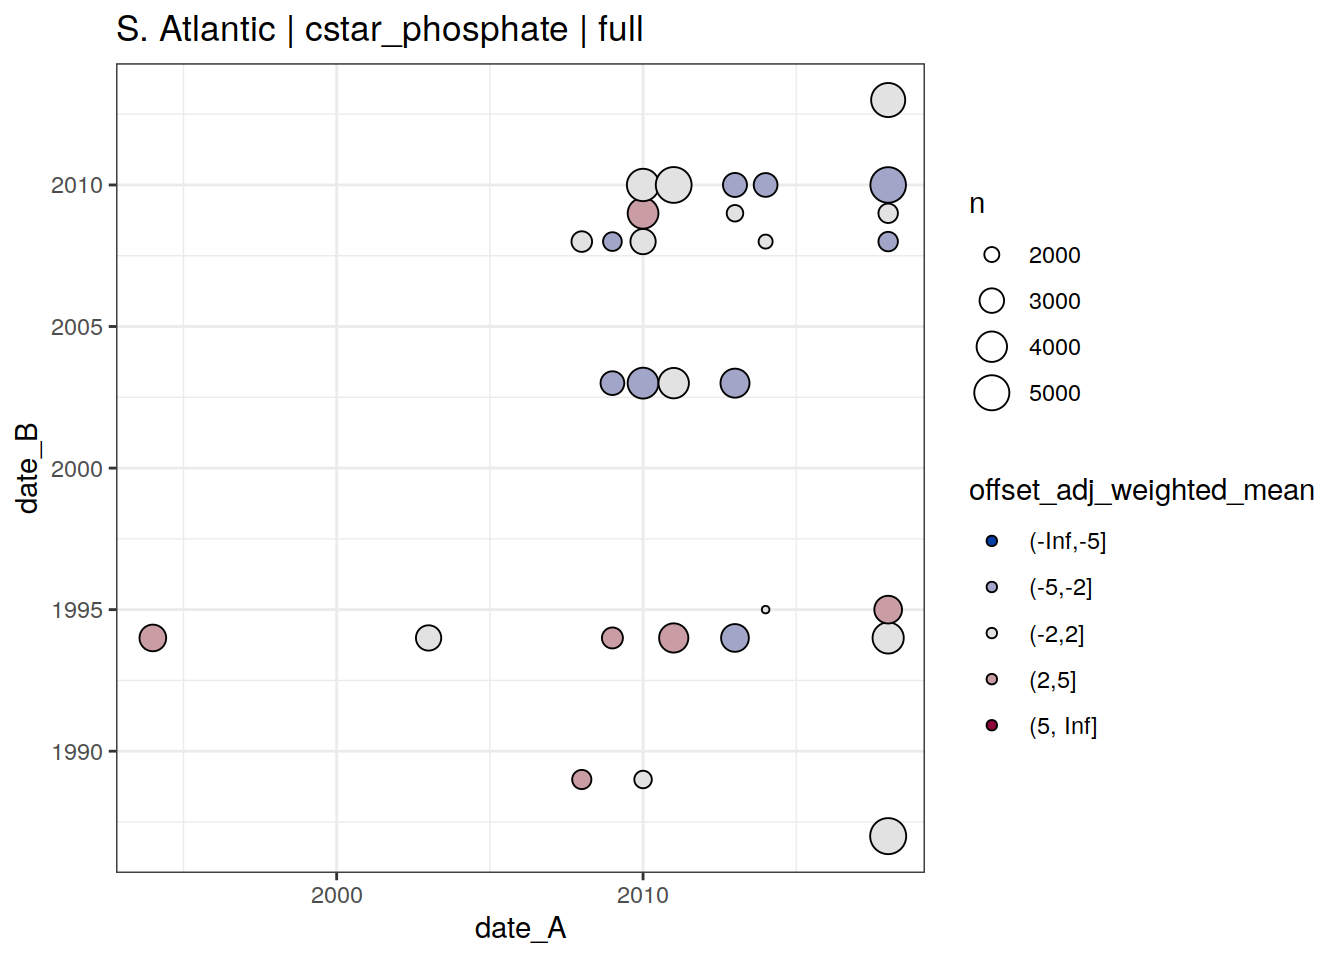 S. Atlantic | cstar_phosphate | full
2010
2005
2000
1995
1990
date_B
2000
2010
date_A
n
2000
3000
4000
5000
offset_adj_weighted_mean
(-Inf,-5]
(-5,-2]
(-2,2]
(2,5]
(5, Inf]